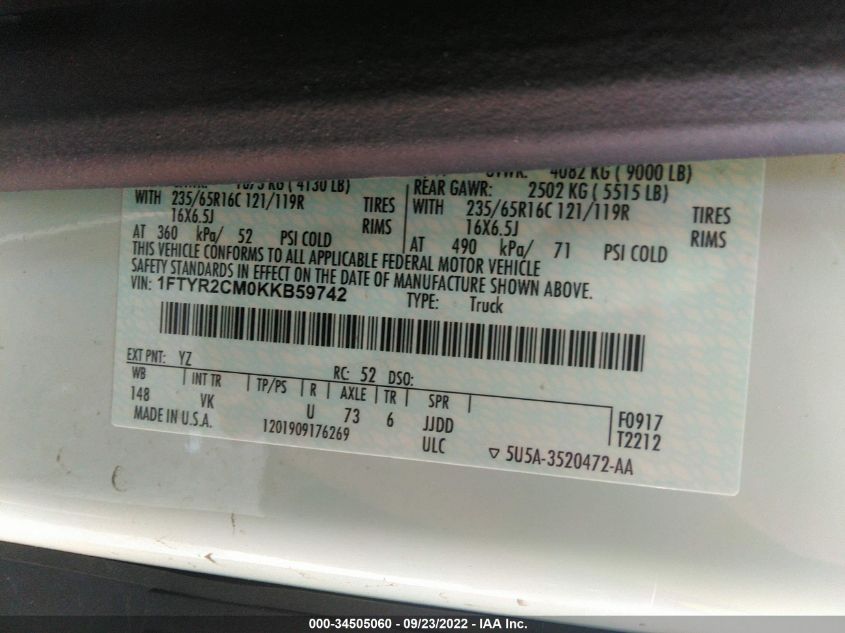 4082 KG ( 9000 LB)
( 4130 LB)
REAR GAWR: 2502 KG ( 5515 LB)
WITH 235/65R16C 121/119R TIRES
16X6.5J RIMS
AT 360 kPa/ 52 PSI COLD
WITH 235/65R16C 121/119R TIRES
16X6.5J RIMS
AT 490 kPa/ 71 PSI COLD
THIS VEHICLE CONFORMS TO ALL APPLICABLE FEDERAL MOTOR VEHICLE
SAFETY STANDARDS IN EFFECT ON THE DATE OF MANUFACTURE SHOWN ABOVE.
VIN: 1FTYR2CM0KKB59742
TYPE: Truck
EXT PNT: YZ RC: 52 DSO:
WB INT TR TP/PS R AXLE TR SPR
148 VK U 73 6 JJDD F0917
MADE IN U.S.A. 1201909176269 ULC T2212
5U5A-3520472-AA
000-34505060 - 09/23/2022 - IAA Inc.